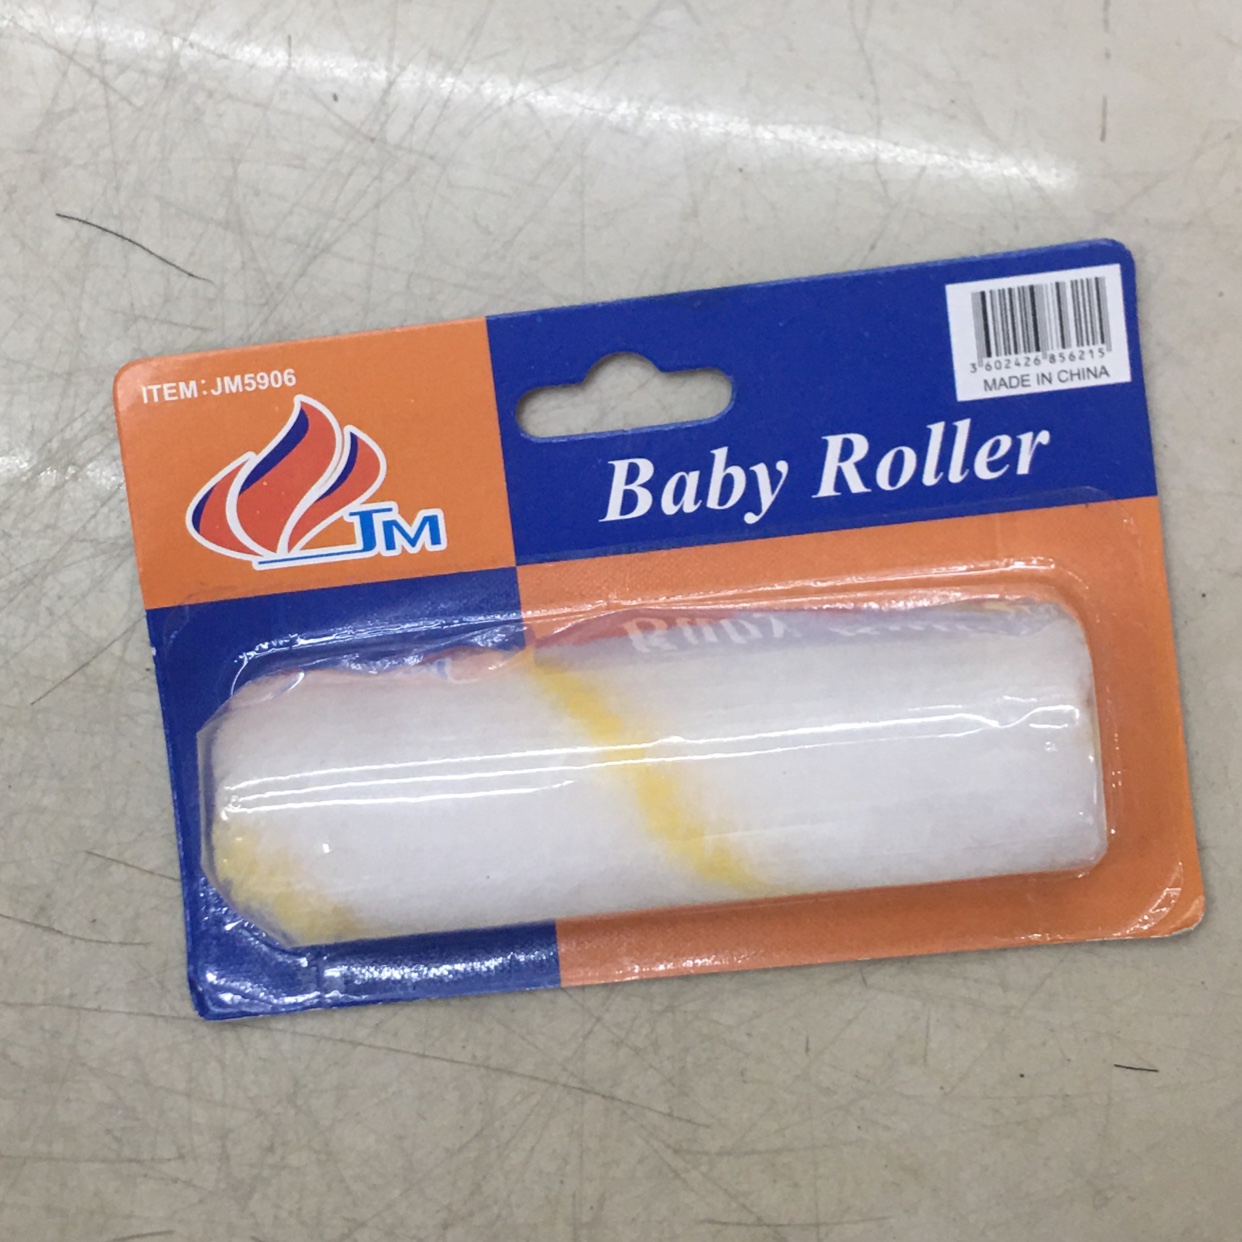 ITEM:JM5906
JM
Baby Roller
3 602426 856215
MADE IN CHINA